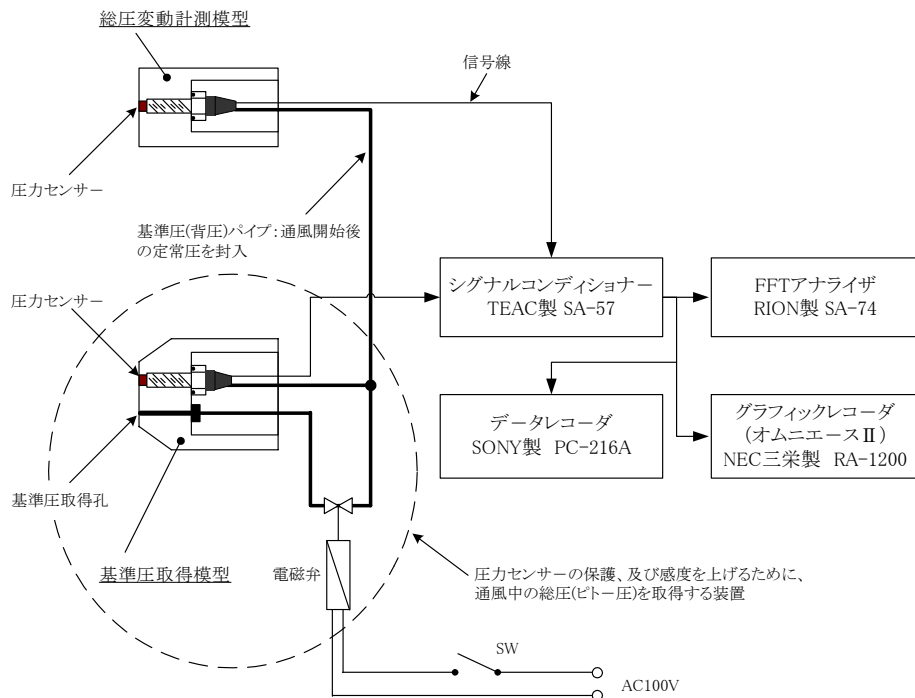 総圧変動計測模型
信号線
圧力センサー
基準圧(背圧)パイプ：通風開始後
の定常圧を封入
圧力センサー
シグナルコンディショナー
TEAC製 SA-57
FFTアナライザ
RION製 SA-74
データレコーダ
SONY製 PC-216A
グラフィックレコーダ
(オムニエースⅡ)
NEC三栄製 RA-1200
基準圧取得孔
基準圧取得模型
電磁弁
圧力センサーの保護、及び感度を上げるために、
通風中の総圧(ピトー圧)を取得する装置
SW
AC100V